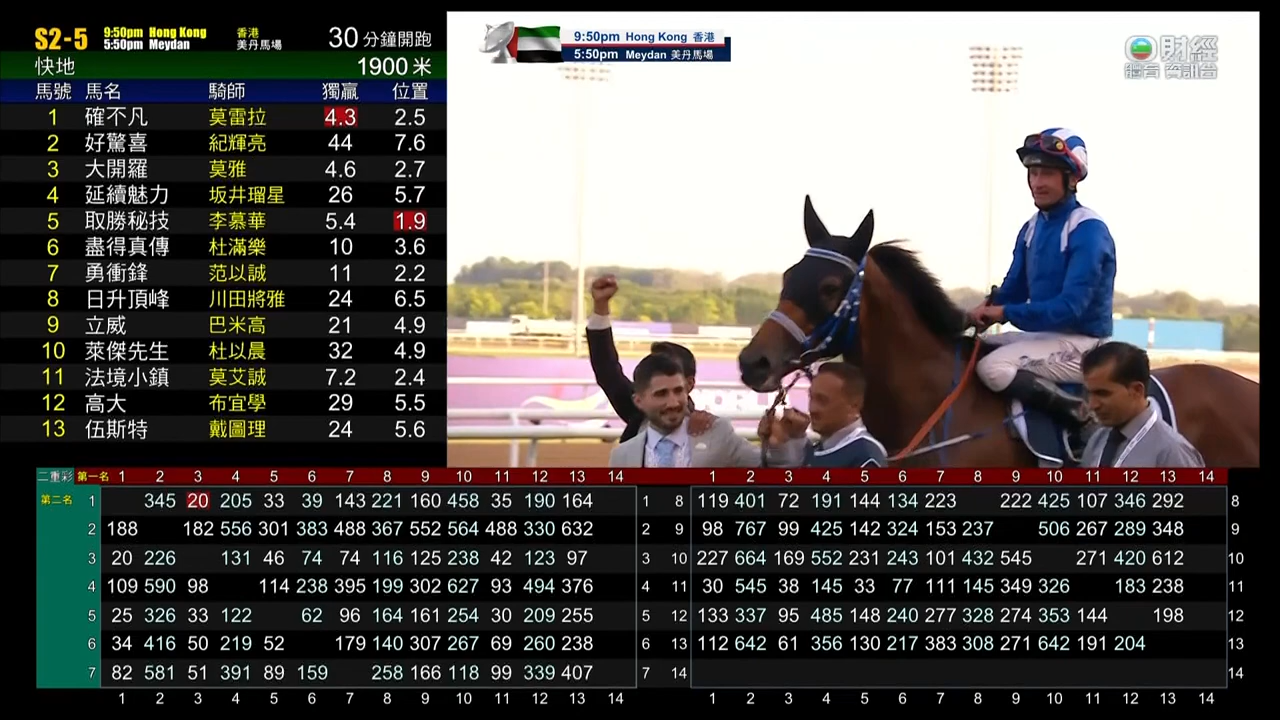 S2-5 9:50pm Hong Kong 香港 30 分鐘開跑
5:50pm Meydan 美丹馬場
快地 1900 米
馬號 馬名 騎師 獨贏 位置
1 確不凡 莫雷拉 4.3 2.5
2 好驚喜 紀輝亮 44 7.6
3 大開羅 莫雅 4.6 2.7
4 延續魅力 坂井瑠星 26 5.7
5 取勝秘技 李慕華 5.4 1.9
6 盡得真傳 杜滿樂 10 3.6
7 勇衝鋒 范以誠 11 2.2
8 日升頂峰 川田將雅 24 6.5
9 立威 巴米高 21 4.9
10 萊傑先生 杜以晨 32 4.9
11 法境小鎮 莫艾誠 7.2 2.4
12 高大 布宜學 29 5.5
13 伍斯特 戴圖理 24 5.6
9:50pm Hong Kong 香港
5:50pm Meydan 美丹馬場
財經
體育 資訊台
二重彩 第一名 1 2 3 4 5 6 7 8 9 10 11 12 13 14 1 2 3 4 5 6 7 8 9 10 11 12 13 14
第二名 1 345 20 205 33 39 143 221 160 458 35 190 164 1 8 119 401 72 191 144 134 223 222 425 107 346 292 8
2 188 182 556 301 383 488 367 552 564 488 330 632 2 9 98 767 99 425 142 324 153 237 506 267 289 348 9
3 20 226 131 46 74 74 116 125 238 42 123 97 3 10 227 664 169 552 231 243 101 432 545 271 420 612 10
4 109 590 98 114 238 395 199 302 627 93 494 376 4 11 30 545 38 145 33 77 111 145 349 326 183 238 11
5 25 326 33 122 62 96 164 161 254 30 209 255 5 12 133 337 95 485 148 240 277 328 274 353 144 198 12
6 34 416 50 219 52 179 140 307 267 69 260 238 6 13 112 642 61 356 130 217 383 308 271 642 191 204 13
7 82 581 51 391 89 159 258 166 118 99 339 407 7 14 14
1 2 3 4 5 6 7 8 9 10 11 12 13 14 1 2 3 4 5 6 7 8 9 10 11 12 13 14